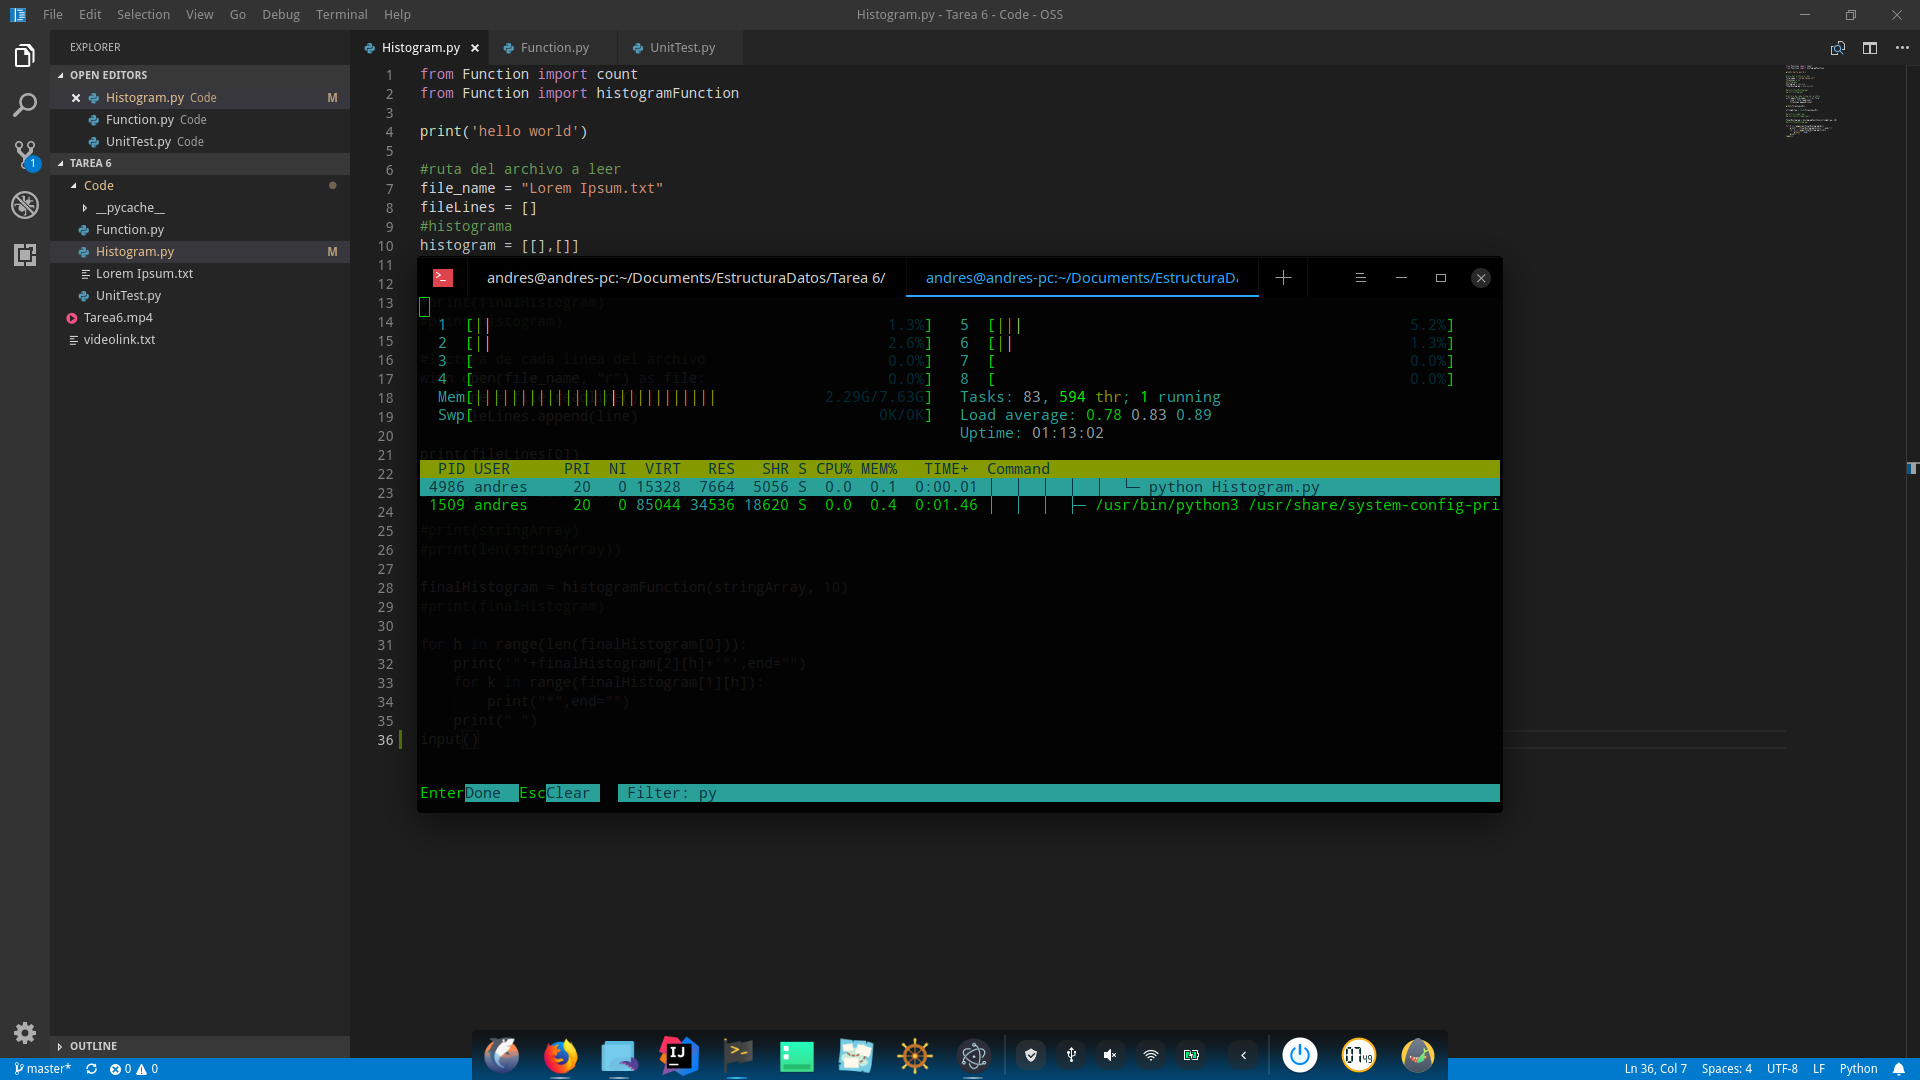 File Edit Selection View Go Debug Terminal Help
Histogram.py - Tarea 6 - Code - OSS
EXPLORER
OPEN EDITORS
Histogram.py Code M
Function.py Code
UnitTest.py Code
TAREA 6
Code
__pycache__
Function.py
Histogram.py M
Lorem Ipsum.txt
UnitTest.py
Tarea6.mp4
videolink.txt
OUTLINE
1
Histogram.py
Function.py
UnitTest.py
1 from Function import count
2 from Function import histogramFunction
3
4 print('hello world')
5
6 #ruta del archivo a leer
7 file_name = "Lorem Ipsum.txt"
8 fileLines = []
9 #histograma
10 histogram = [[],[]]
11
12
13 print(finalHistogram)
14
15
16 de cada linea del archivo
17 open(file_name, "r") as file:
18
19 eLines.append(line)
20
21 print(fileLines[0])
22
23
24
25 #print(stringArray)
26 #print(len(stringArray))
27
28 finalHistogram = histogramFunction(stringArray, 10)
29 #print(finalHistogram)
30
31 for h in range(len(finalHistogram[0])):
32 print('"'+finalHistogram[2][h]+'"',end="")
33 for k in range(finalHistogram[1][h]):
34 print("*",end="")
35 print(" ")
36 input()
andres@andres-pc:~/Documents/EstructuraDatos/Tarea 6/
andres@andres-pc:~/Documents/EstructuraDa
1 [|| 1.3%] 5 [||| 5.2%]
2 [|| 2.6%] 6 [|| 1.3%]
3 [ 0.0%] 7 [ 0.0%]
4 [ 0.0%] 8 [ 0.0%]
Mem[||||||||||||||||||||||||||| 2.29G/7.63G] Tasks: 83, 594 thr; 1 running
Swp[ 0K/0K] Load average: 0.78 0.83 0.89
Uptime: 01:13:02
PID USER PRI NI VIRT RES SHR S CPU% MEM% TIME+ Command
4986 andres 20 0 15328 7664 5056 S 0.0 0.1 0:00.01 │ │ │ │ │ └─ python Histogram.py
1509 andres 20 0 85044 34536 18620 S 0.0 0.4 0:01.46 │ │ │ ├─ /usr/bin/python3 /usr/share/system-config-pri
EnterDone EscClear Filter: py
IJ
07 49
master* 0 0
Ln 36, Col 7 Spaces: 4 UTF-8 LF Python